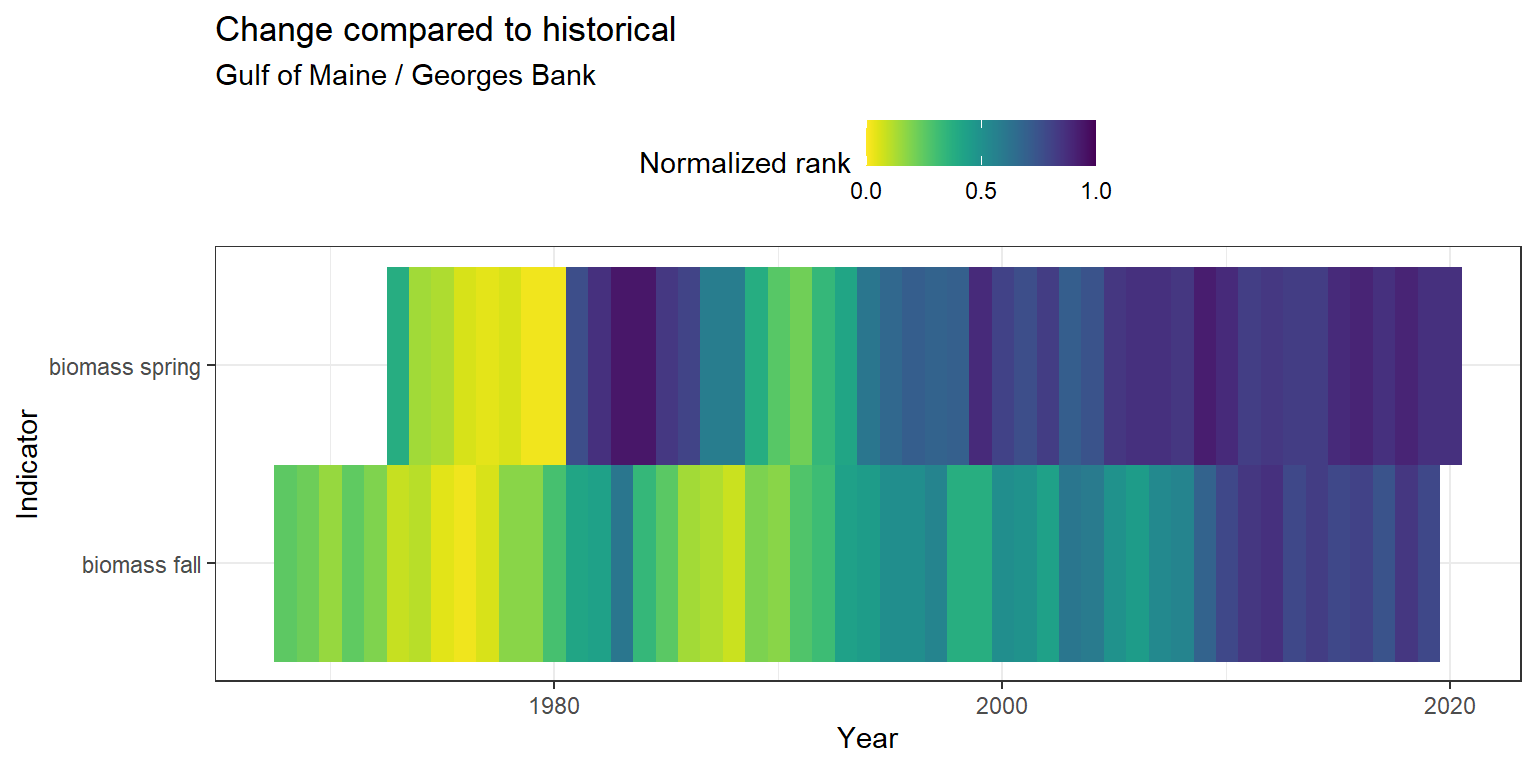 Change compared to historical
Gulf of Maine / Georges Bank
Normalized rank
0.0 0.5 1.0
Indicator
biomass spring
biomass fall
1980 2000 2020
Year